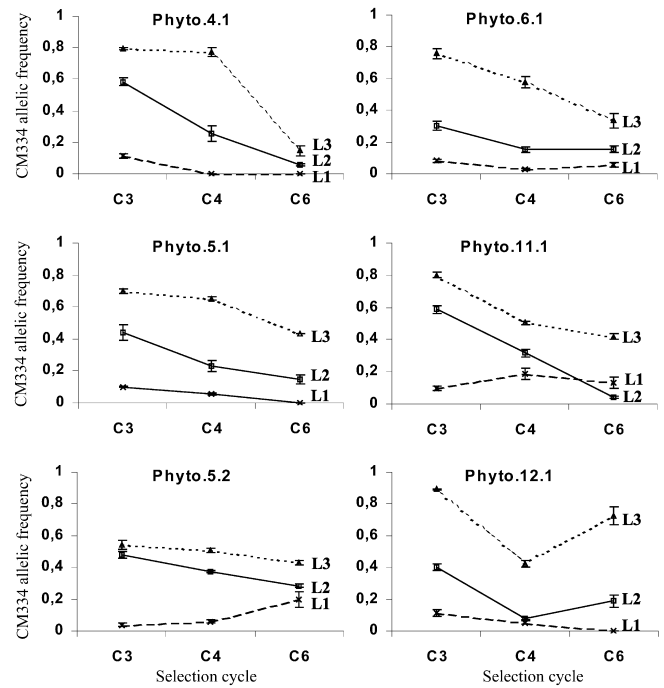 Phyto.4.1
CM334 allelic frequency
1
0,8
0,6
0,4
0,2
0
L3
L2
L1
C3 C4 C6
Phyto.6.1
1
0,8
0,6
0,4
0,2
0
L3
L2
L1
C3 C4 C6
Phyto.5.1
CM334 allelic frequency
1
0,8
0,6
0,4
0,2
0
L3
L2
L1
C3 C4 C6
Phyto.11.1
1
0,8
0,6
0,4
0,2
0
L3
L1
L2
C3 C4 C6
Phyto.5.2
CM334 allelic frequency
1
0,8
0,6
0,4
0,2
0
L3
L2
L1
C3 C4 C6
Selection cycle
Phyto.12.1
1
0,8
0,6
0,4
0,2
0
L3
L2
L1
C3 C4 C6
Selection cycle